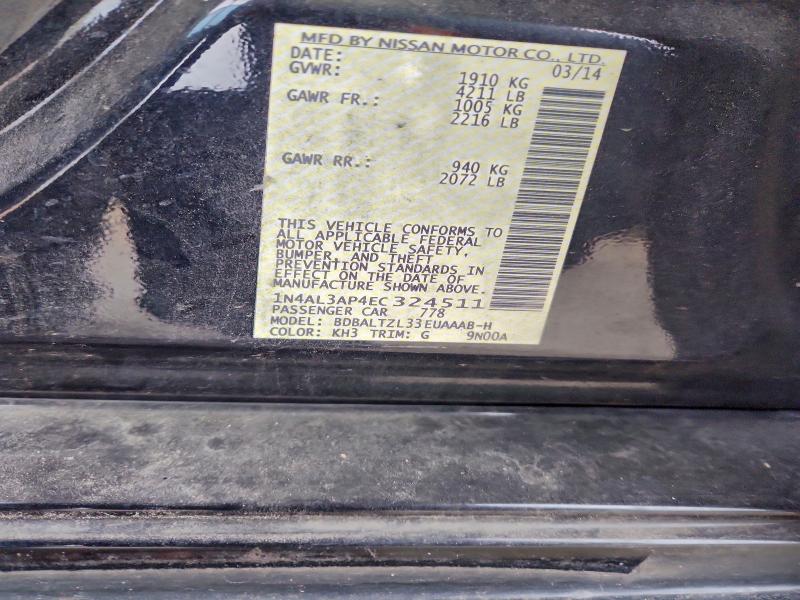 MFD BY NISSAN MOTOR CO., LTD.
DATE: 03/14
GVWR: 1910 KG
4211 LB
GAWR FR.: 1005 KG
2216 LB
GAWR RR.: 940 KG
2072 LB
THIS VEHICLE CONFORMS TO
ALL APPLICABLE FEDERAL
MOTOR VEHICLE SAFETY,
BUMPER, AND THEFT
PREVENTION STANDARDS IN
EFFECT ON THE DATE OF
MANUFACTURE SHOWN ABOVE.
1N4AL3AP4EC324511
PASSENGER CAR 778
MODEL: BDBALTZL33EUAAAB-H
COLOR: KH3 TRIM: G 9N00A